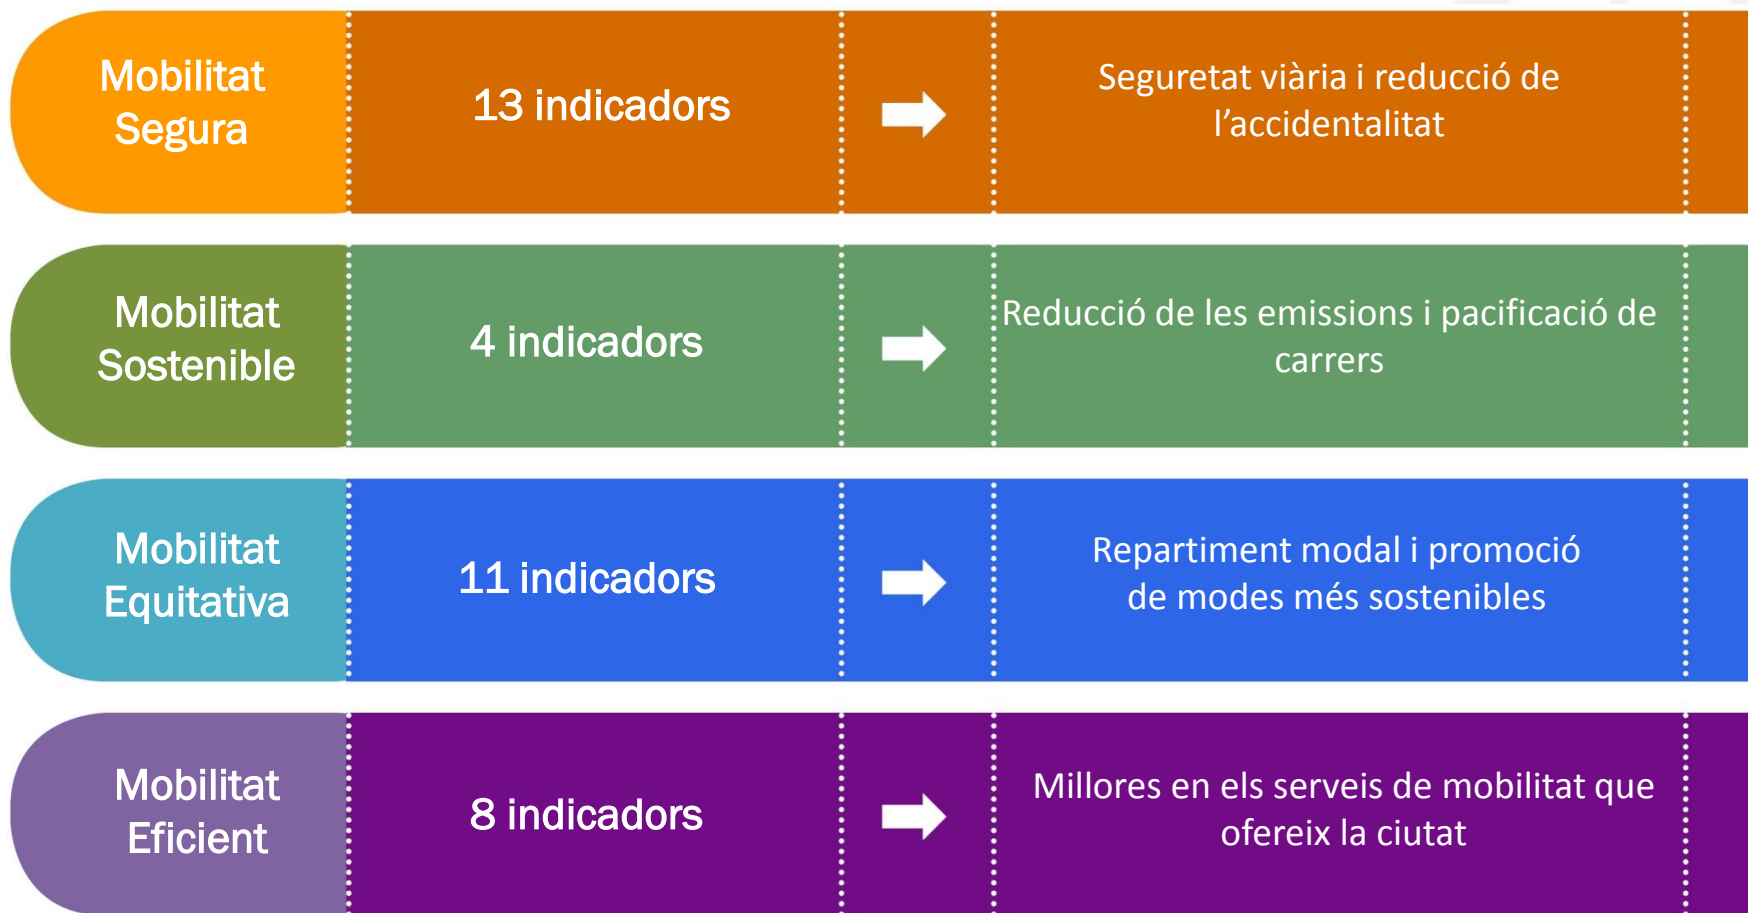 Mobilitat
Segura
13 indicadors
Seguretat viària i reducció de
l’accidentalitat
Mobilitat
Sostenible
4 indicadors
Reducció de les emissions i pacificació de
carrers
Mobilitat
Equitativa
11 indicadors
Repartiment modal i promoció
de modes més sostenibles
Mobilitat
Eficient
8 indicadors
Millores en els serveis de mobilitat que
ofereix la ciutat